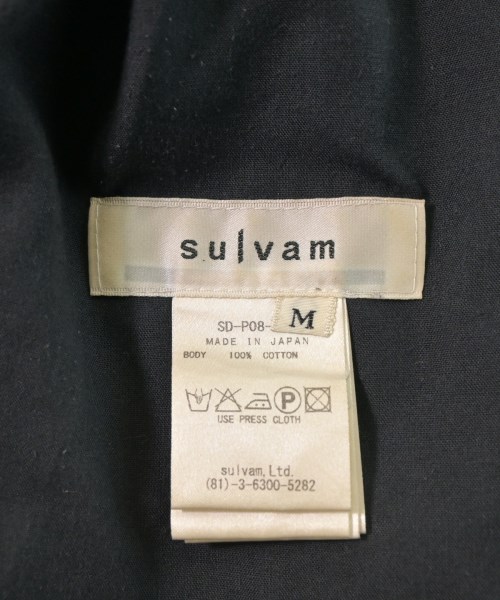 sulvam
M
SD-P08-
MADE IN JAPAN
BODY 100% COTTON
P
USE PRESS CLOTH
sulvam,Ltd.
(81)-3-6300-5282